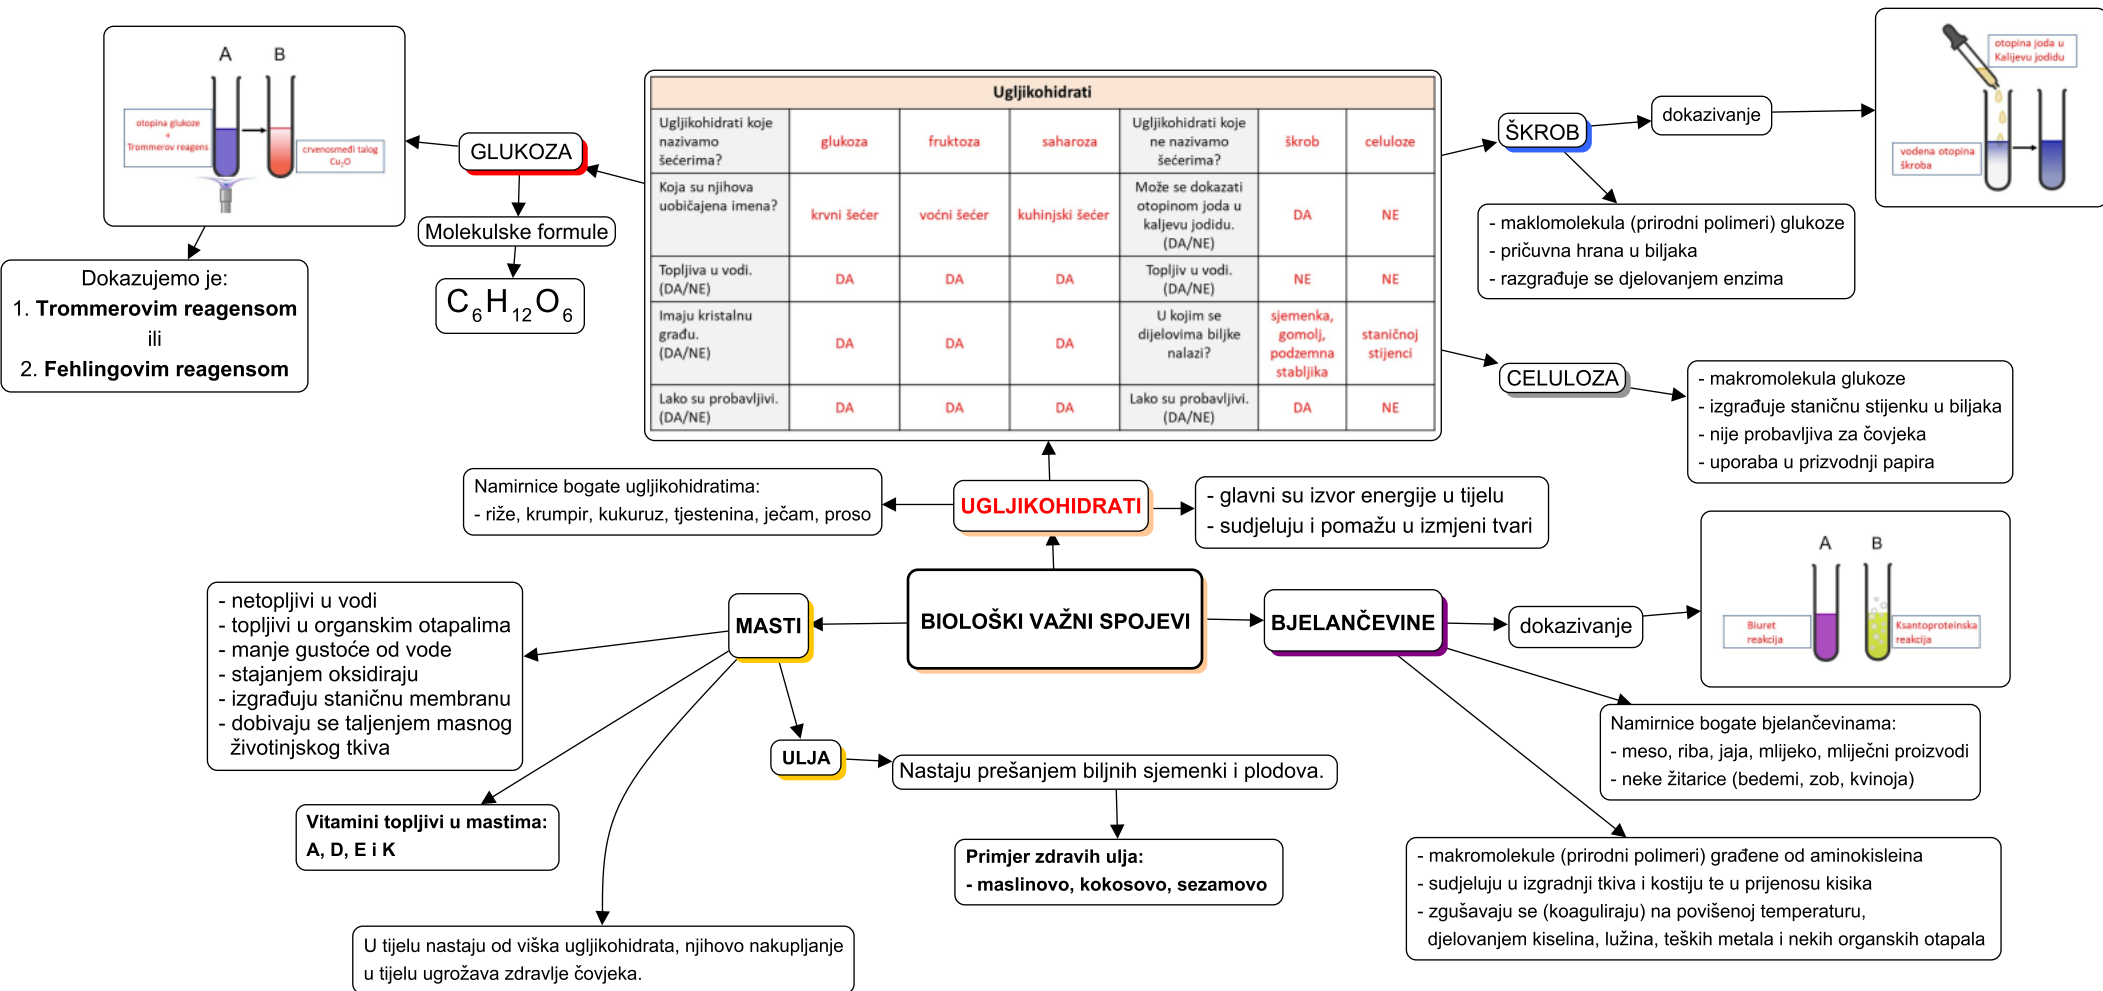 A B
otopina glukoze
+
Trommerov reagens
crvenosmeđi talog
Cu2O
GLUKOZA
Molekulske formule
C6H12O6
Dokazujemo je:
1. Trommerovim reagensom
ili
2. Fehlingovim reagensom
Ugljikohidrati
Ugljikohidrati koje
nazivamo
šećerima?
glukoza
fruktoza
saharoza
Ugljikohidrati koje
ne nazivamo
šećerima?
škrob
celuloze
Koja su njihova
uobičajena imena?
krvni šećer
voćni šećer
kuhinjski šećer
Može se dokazati
otopinom joda u
kaljevu jodidu.
(DA/NE)
DA
NE
Topljiva u vodi.
(DA/NE)
DA
DA
DA
Topljiv u vodi.
(DA/NE)
NE
NE
Imaju kristalnu
građu.
(DA/NE)
DA
DA
DA
U kojim se
dijelovima biljke
nalazi?
sjemenka,
gomolj,
podzemna
stabljika
staničnoj
stijenci
Lako su probavljivi.
(DA/NE)
DA
DA
DA
Lako su probavljivi.
(DA/NE)
DA
NE
ŠKROB
dokazivanje
otopina joda u
Kalijevu jodidu
vodena otopina
škroba
- maklomolekula (prirodni polimeri) glukoze
- pričuvna hrana u biljaka
- razgrađuje se djelovanjem enzima
CELULOZA
- makromolekula glukoze
- izgrađuje staničnu stijenku u biljaka
- nije probavljiva za čovjeka
- uporaba u prizvodnji papira
Namirnice bogate ugljikohidratima:
- riže, krumpir, kukuruz, tjestenina, ječam, proso
UGLJIKOHIDRATI
- glavni su izvor energije u tijelu
- sudjeluju i pomažu u izmjeni tvari
BIOLOŠKI VAŽNI SPOJEVI
MASTI
- netopljivi u vodi
- topljivi u organskim otapalima
- manje gustoće od vode
- stajanjem oksidiraju
- izgrađuju staničnu membranu
- dobivaju se taljenjem masnog
životinjskog tkiva
Vitamini topljivi u mastima:
A, D, E i K
U tijelu nastaju od viška ugljikohidrata, njihovo nakupljanje
u tijelu ugrožava zdravlje čovjeka.
ULJA
Nastaju prešanjem biljnih sjemenki i plodova.
Primjer zdravih ulja:
- maslinovo, kokosovo, sezamovo
BJELANČEVINE
dokazivanje
A B
Biuret
reakcija
Ksantoproteinska
reakcija
Namirnice bogate bjelančevinama:
- meso, riba, jaja, mlijeko, mliječni proizvodi
- neke žitarice (bedemi, zob, kvinoja)
- makromolekule (prirodni polimeri) građene od aminokisleina
- sudjeluju u izgradnji tkiva i kostiju te u prijenosu kisika
- zgušavaju se (koaguliraju) na povišenoj temperaturu,
djelovanjem kiselina, lužina, teških metala i nekih organskih otapala